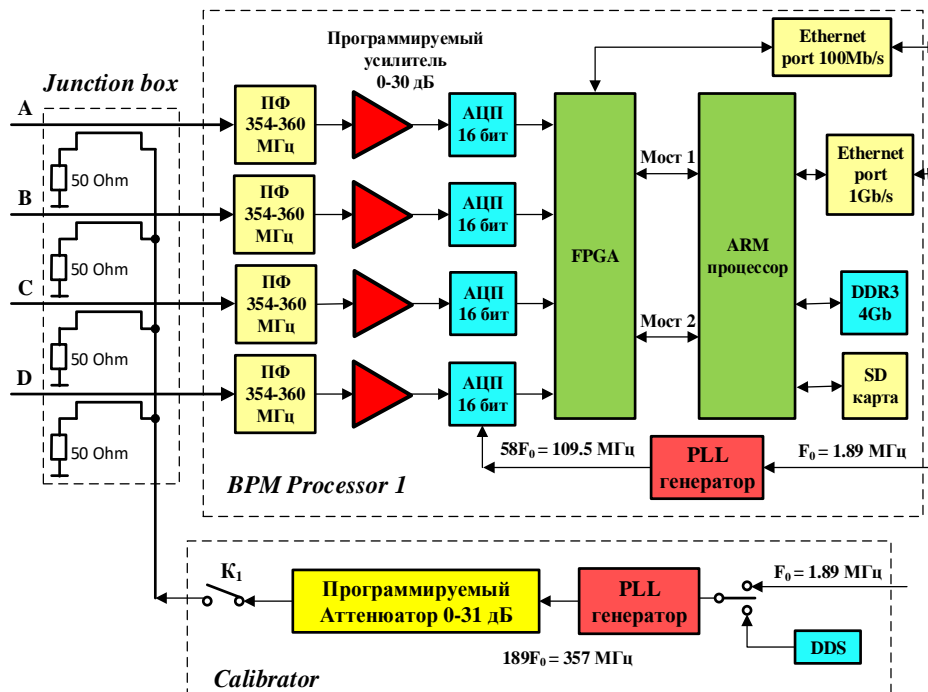 Программируемый
усилитель
0-30 дБ
Ethernet
port 100Mb/s
Junction box
A
ПФ
354-360
МГц
АЦП
16 бит
50 Ohm
B
ПФ
354-360
МГц
АЦП
16 бит
50 Ohm
C
ПФ
354-360
МГц
АЦП
16 бит
50 Ohm
D
ПФ
354-360
МГц
АЦП
16 бит
50 Ohm
FPGA
Мост 1
Мост 2
ARM
процессор
Ethernet
port
1Gb/s
DDR3
4Gb
SD
карта
58F₀ = 109.5 МГц
PLL
генератор
F₀ = 1.89 МГц
BPM Processor 1
K₁
Программируемый
Аттенюатор 0-31 дБ
PLL
генератор
F₀ = 1.89 МГц
DDS
189F₀ = 357 МГц
Calibrator